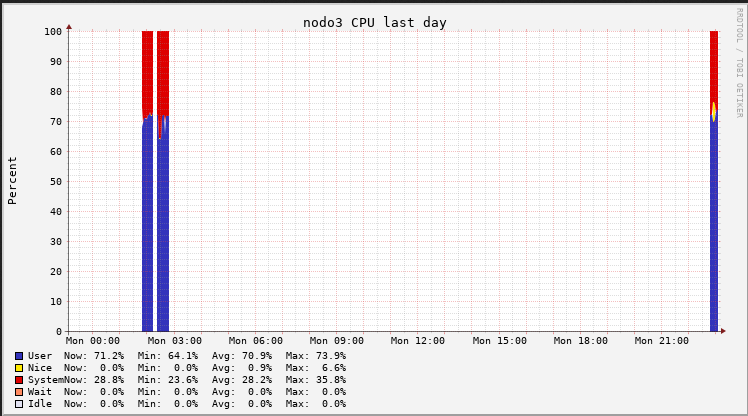 nodo3 CPU last day
RRDTOOL / TOBI OETIKER
Percent
100
90
80
70
60
50
40
30
20
10
0
Mon 00:00 Mon 03:00 Mon 06:00 Mon 09:00 Mon 12:00 Mon 15:00 Mon 18:00 Mon 21:00
User Now: 71.2% Min: 64.1% Avg: 70.9% Max: 73.9%
Nice Now: 0.0% Min: 0.0% Avg: 0.9% Max: 6.6%
SystemNow: 28.8% Min: 23.6% Avg: 28.2% Max: 35.8%
Wait Now: 0.0% Min: 0.0% Avg: 0.0% Max: 0.0%
Idle Now: 0.0% Min: 0.0% Avg: 0.0% Max: 0.0%